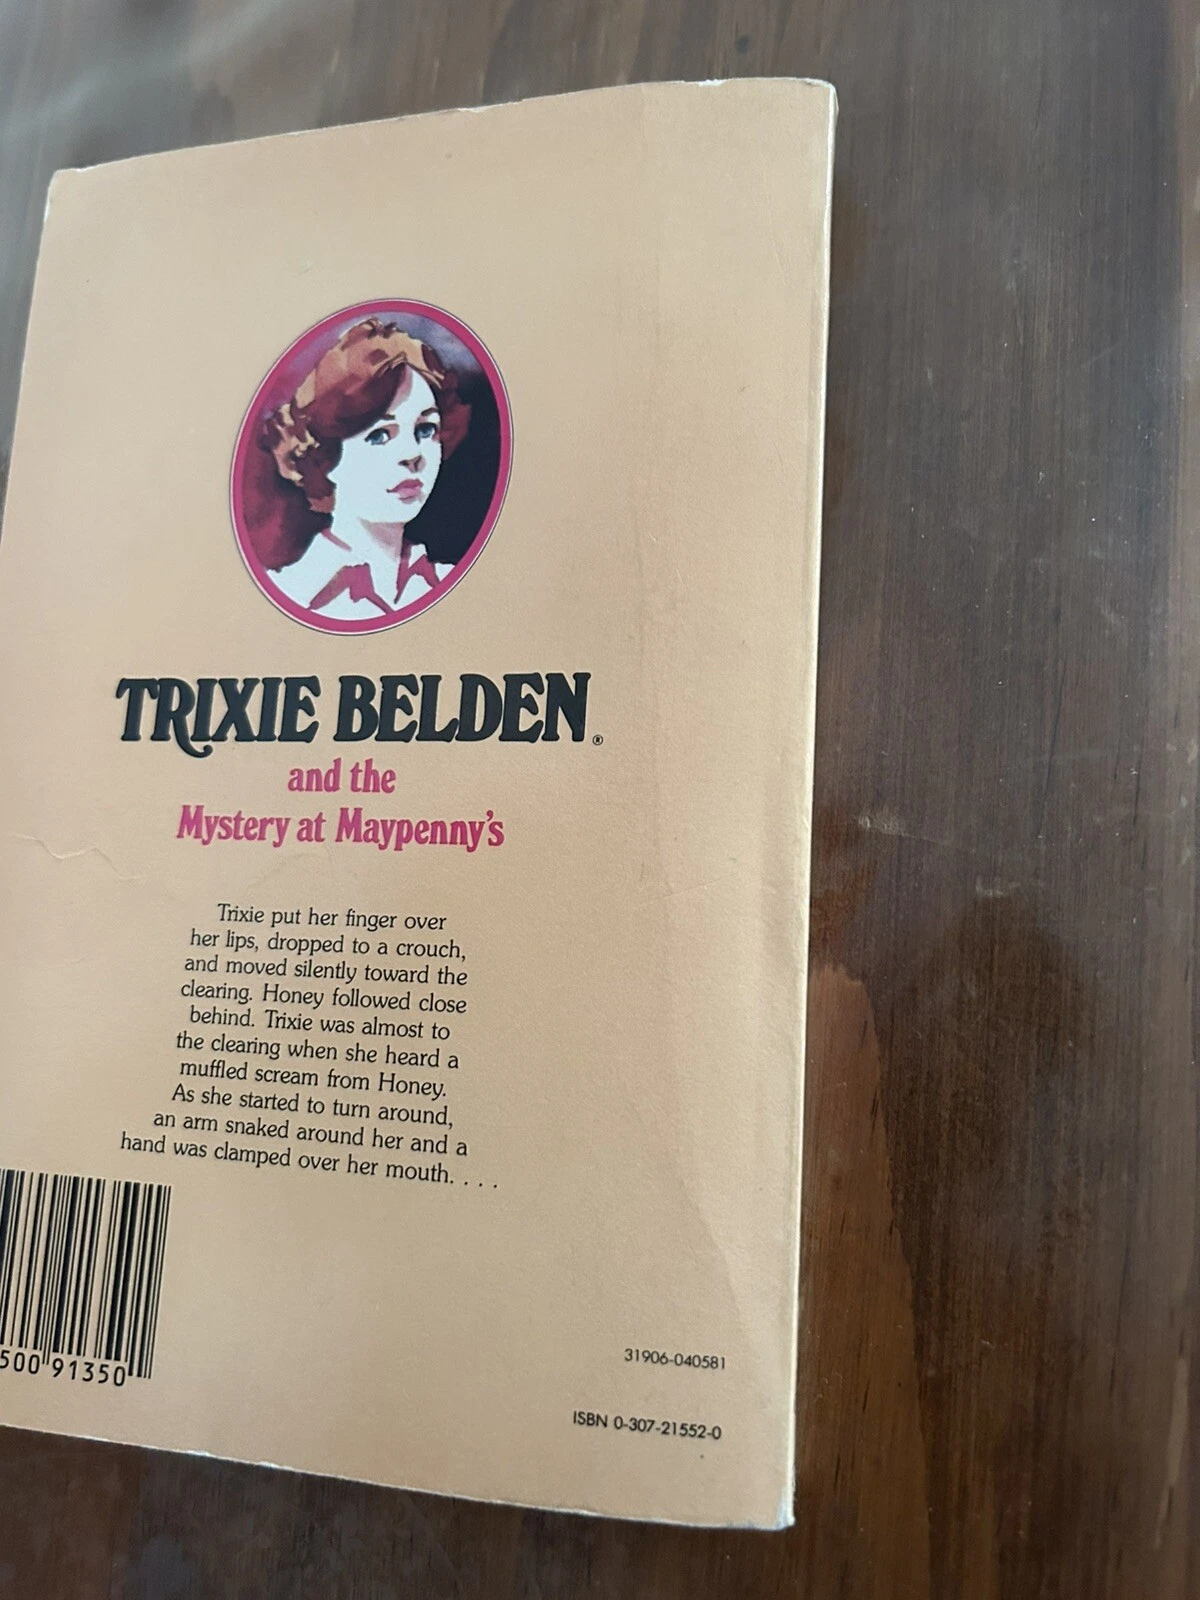 TRIXIE BELDEN®
and the
Mystery at Maypenny's
Trixie put her finger over
her lips, dropped to a crouch,
and moved silently toward the
clearing. Honey followed close
behind. Trixie was almost to
the clearing when she heard a
muffled scream from Honey.
As she started to turn around,
an arm snaked around her and a
hand was clamped over her mouth. . . .
500 91350
31906-040581
ISBN 0-307-21552-0